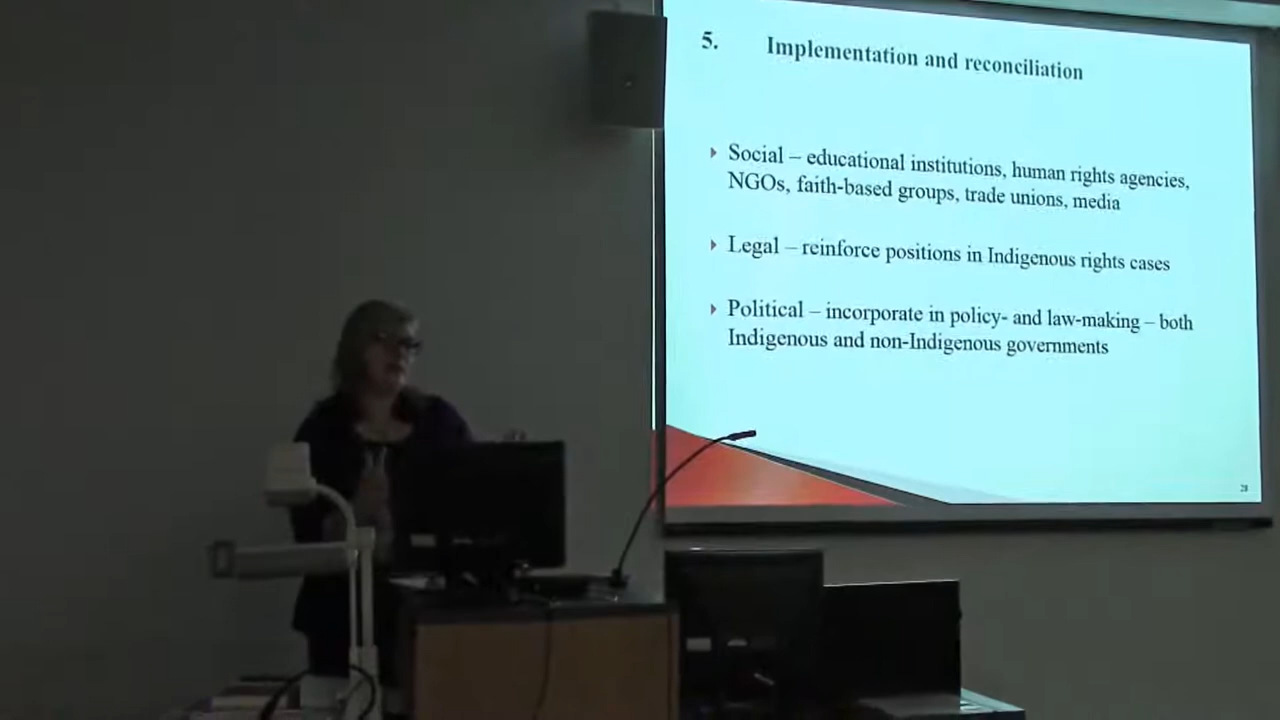 5. Implementation and reconciliation
Social – educational institutions, human rights agencies,
NGOs, faith-based groups, trade unions, media
Legal – reinforce positions in Indigenous rights cases
Political – incorporate in policy- and law-making – both
Indigenous and non-Indigenous governments
28